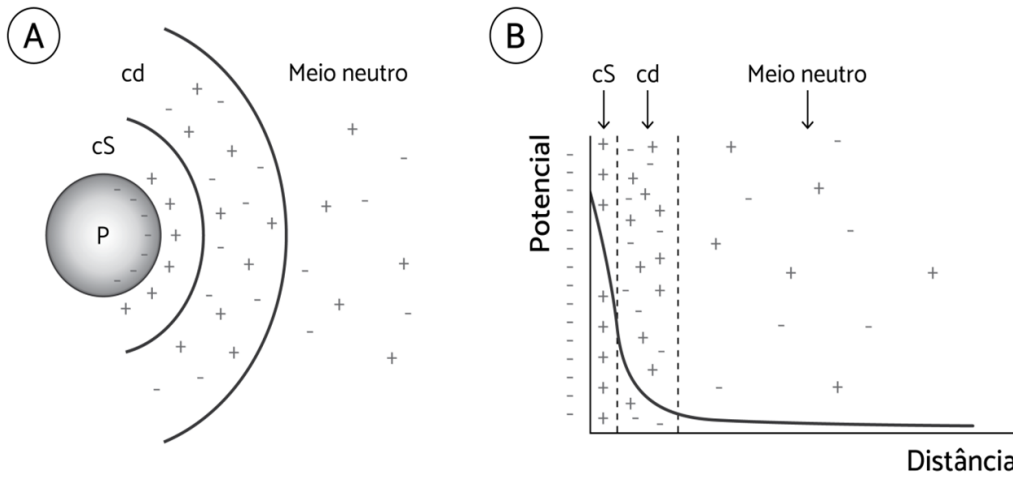 A
cd
Meio neutro
cS
P
B
cS
cd
Meio neutro
Potencial
Distância